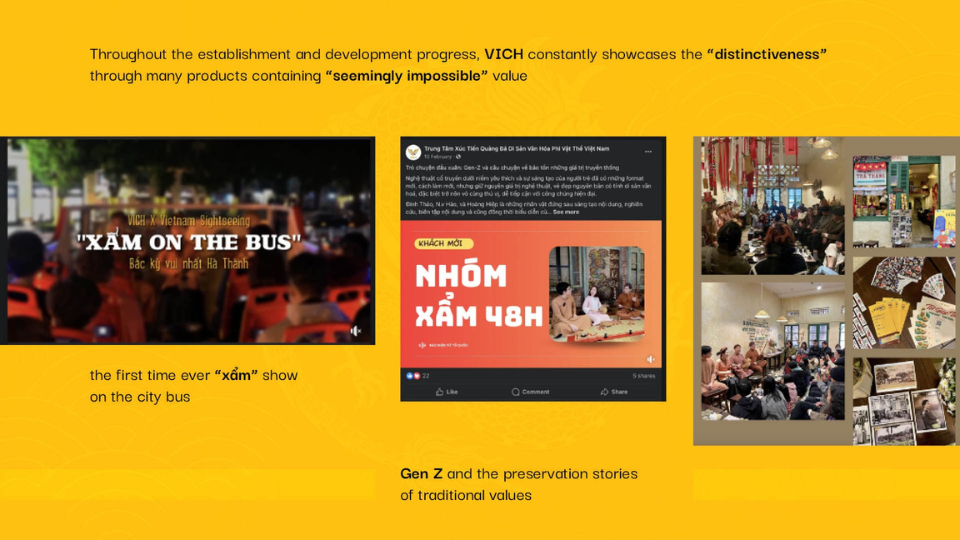 Throughout the establishment and development progress, VICH constantly showcases the “distinctiveness”
through many products containing “seemingly impossible” value
VICH X Vietnam Sightseeing
"XẨM ON THE BUS"
Bắc kỳ vui nhất Hà Thành
the first time ever “xẩm” show
on the city bus
Trung Tâm Xúc Tiến Quảng Bá Di Sản Văn Hóa Phi Vật Thể Việt Nam
10 February
Trò chuyện đầu xuân: Gen-Z và câu chuyện về bảo tồn những giá trị truyền thống
Nghệ thuật cổ truyền dưới niềm yêu thích và sự sáng tạo của người trẻ đã có những format
mới, cách làm mới, nhưng giữ nguyên giá trị nghệ thuật, vẻ đẹp nguyên bản có tính di sản văn
hoá, đặc biệt trở nên vô cùng thú vị, dễ tiếp cận với công chúng hiện đại.
Đình Thảo, và Hoàng Hiệp là những nhân vật đứng sau sáng tạo nội dung, nghiên
cứu, biên tập nội dung và cũng đồng thời biểu diễn cũ... See more
KHÁCH MỜI
NHÓM
XẨM 48H
22
5 shares
Like
Comment
Share
Gen Z and the preservation stories
of traditional values